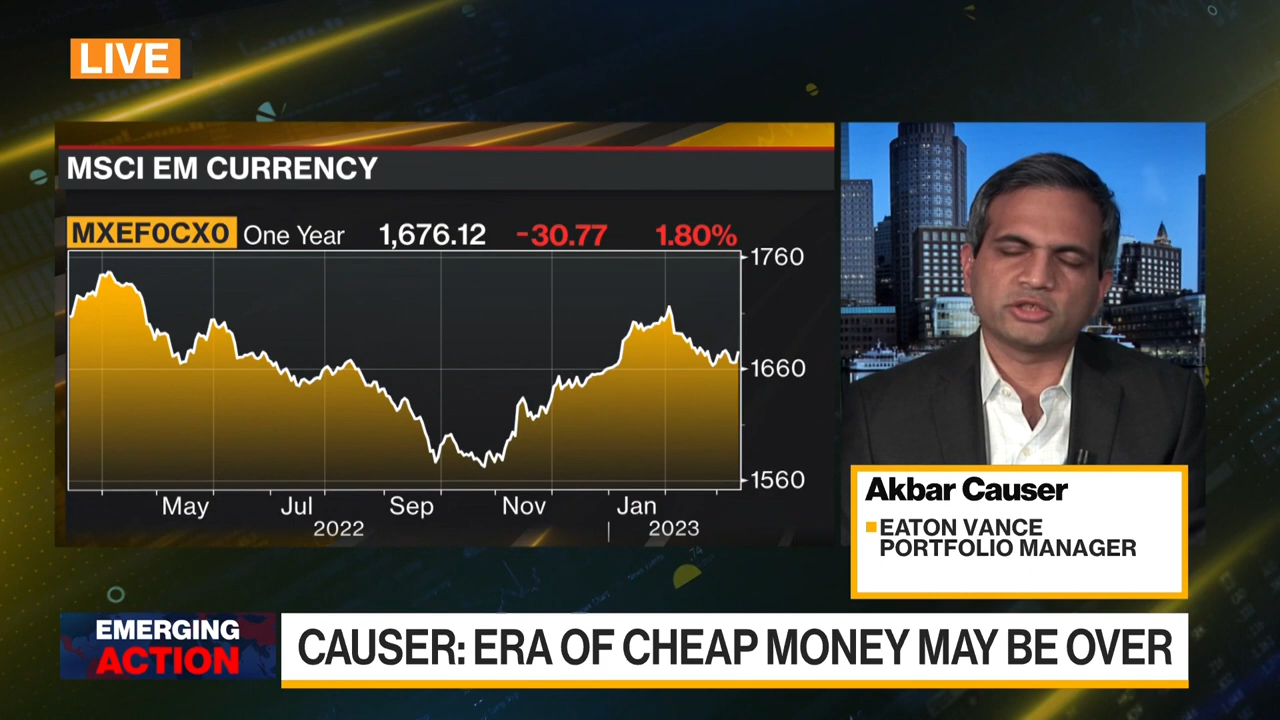 LIVE
MSCI EM CURRENCY
MXEF0CX0 One Year 1,676.12 -30.77 1.80%
1760
1660
1560
May Jul Sep Nov Jan
2022 2023
Akbar Causer
EATON VANCE
PORTFOLIO MANAGER
EMERGING
ACTION
CAUSER: ERA OF CHEAP MONEY MAY BE OVER